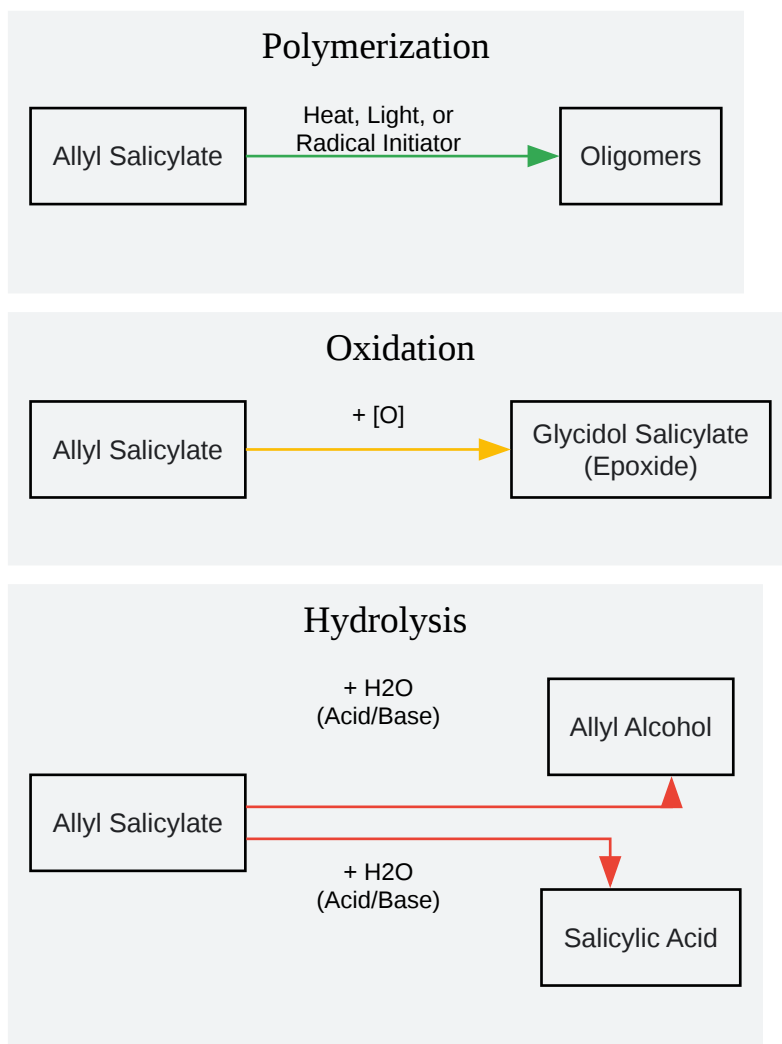 Polymerization
Heat, Light, or
Radical Initiator
Allyl Salicylate
Oligomers
Oxidation
+ [O]
Allyl Salicylate
Glycidol Salicylate
(Epoxide)
Hydrolysis
+ H2O
(Acid/Base)
Allyl Alcohol
Allyl Salicylate
+ H2O
(Acid/Base)
Salicylic Acid